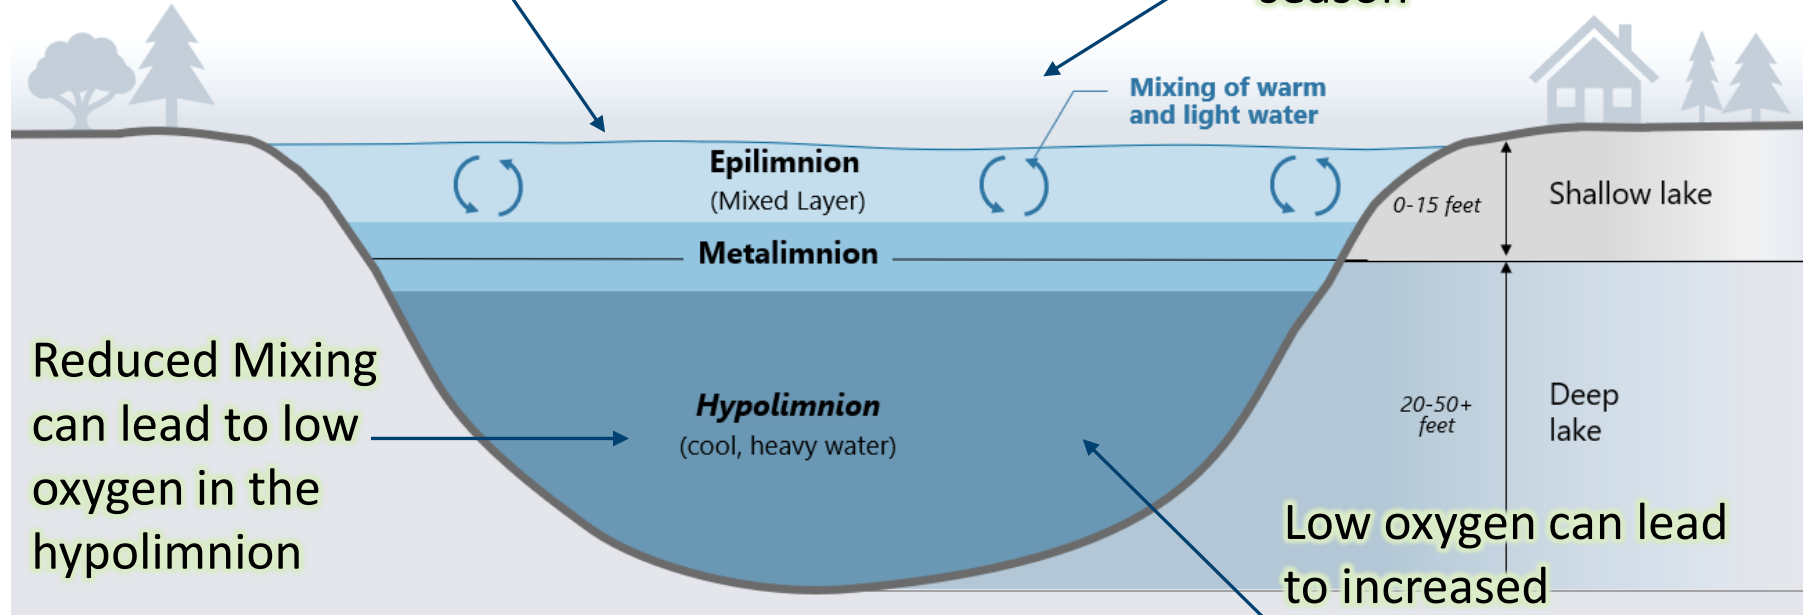 season
Mixing of warm
and light water
Epilimnion
(Mixed Layer)
0-15 feet
Shallow lake
Metalimnion
Reduced Mixing
can lead to low
oxygen in the
hypolimnion
Hypolimnion
(cool, heavy water)
20-50+
feet
Deep
lake
Low oxygen can lead
to increased